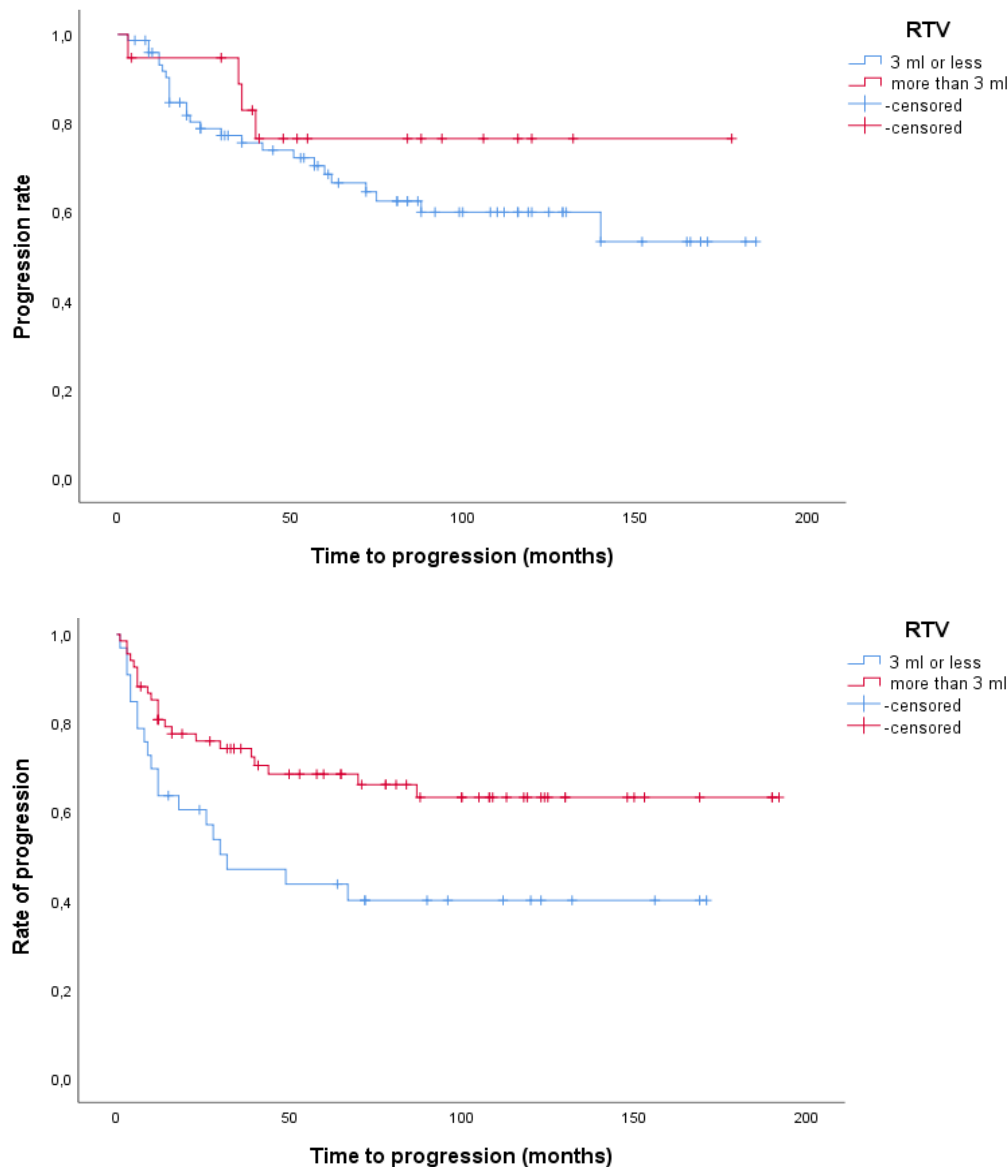 RTV
3 ml or less
more than 3 ml
-censored
-censored
1,0
0,8
0,6
0,4
0,2
0,0
Progression rate
0 50 100 150 200
Time to progression (months)
RTV
3 ml or less
more than 3 ml
-censored
-censored
1,0
0,8
0,6
0,4
0,2
0,0
Rate of progression
0 50 100 150 200
Time to progression (months)